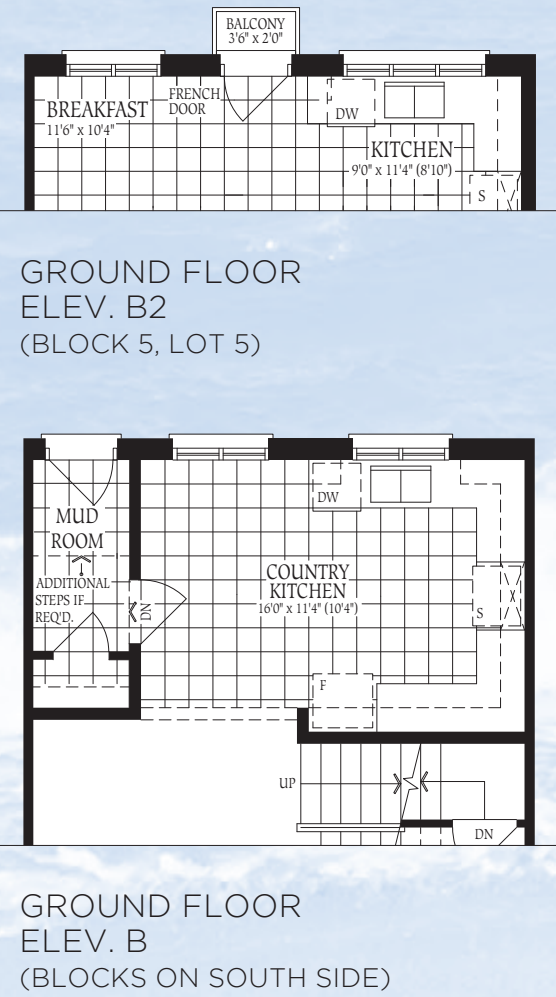 BALCONY
3'6" x 2'0"
FRENCH
DOOR
BREAKFAST
11'6" x 10'4"
DW
KITCHEN
9'0" x 11'4" (8'10")
S
GROUND FLOOR
ELEV. B2
(BLOCK 5, LOT 5)
DW
MUD
ROOM
ADDITIONAL
STEPS IF
REQ'D.
DN
COUNTRY
KITCHEN
16'0" x 11'4" (10'4")
S
F
UP
DN
GROUND FLOOR
ELEV. B
(BLOCKS ON SOUTH SIDE)